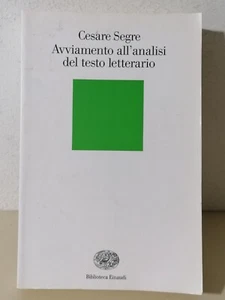 Cesare Segre
Avviamento all'analisi
del testo letterario
Biblioteca Einaudi